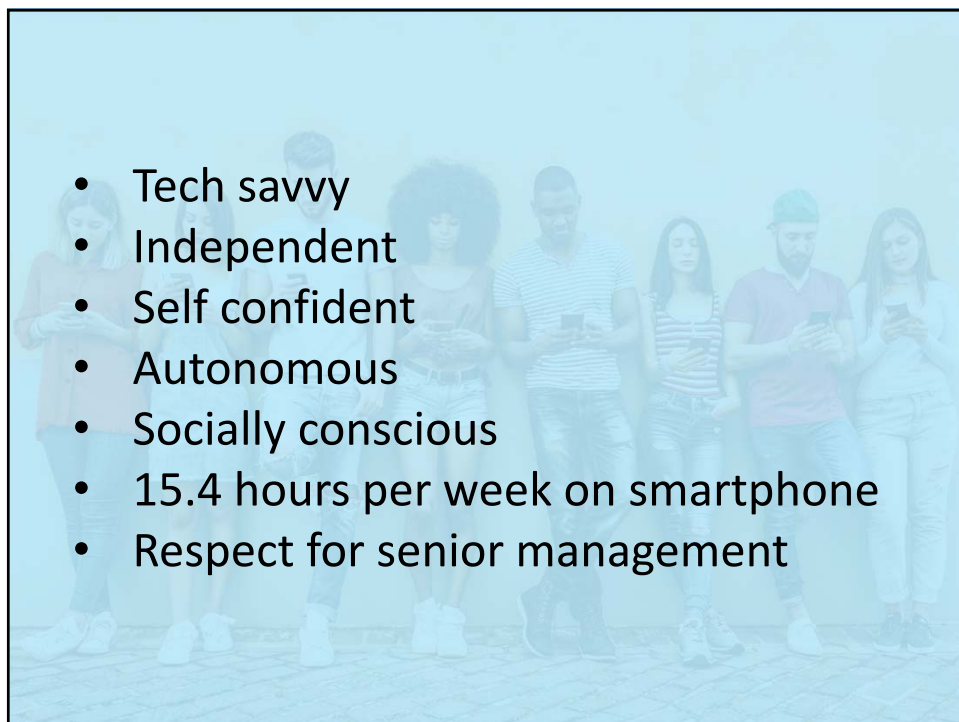 • Tech savvy
• Independent
• Self confident
• Autonomous
• Socially conscious
• 15.4 hours per week on smartphone
• Respect for senior management